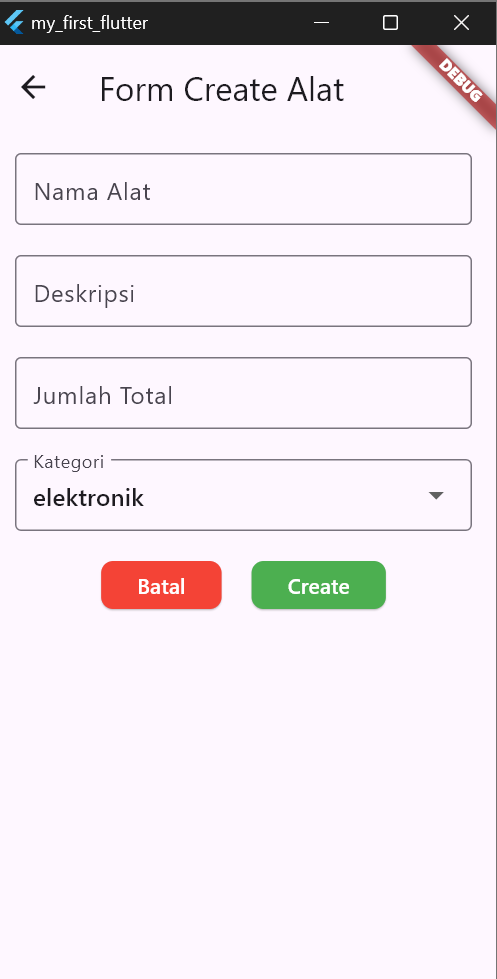 my_first_flutter
Form Create Alat
DEBUG
Nama Alat
Deskripsi
Jumlah Total
Kategori
elektronik
Batal
Create